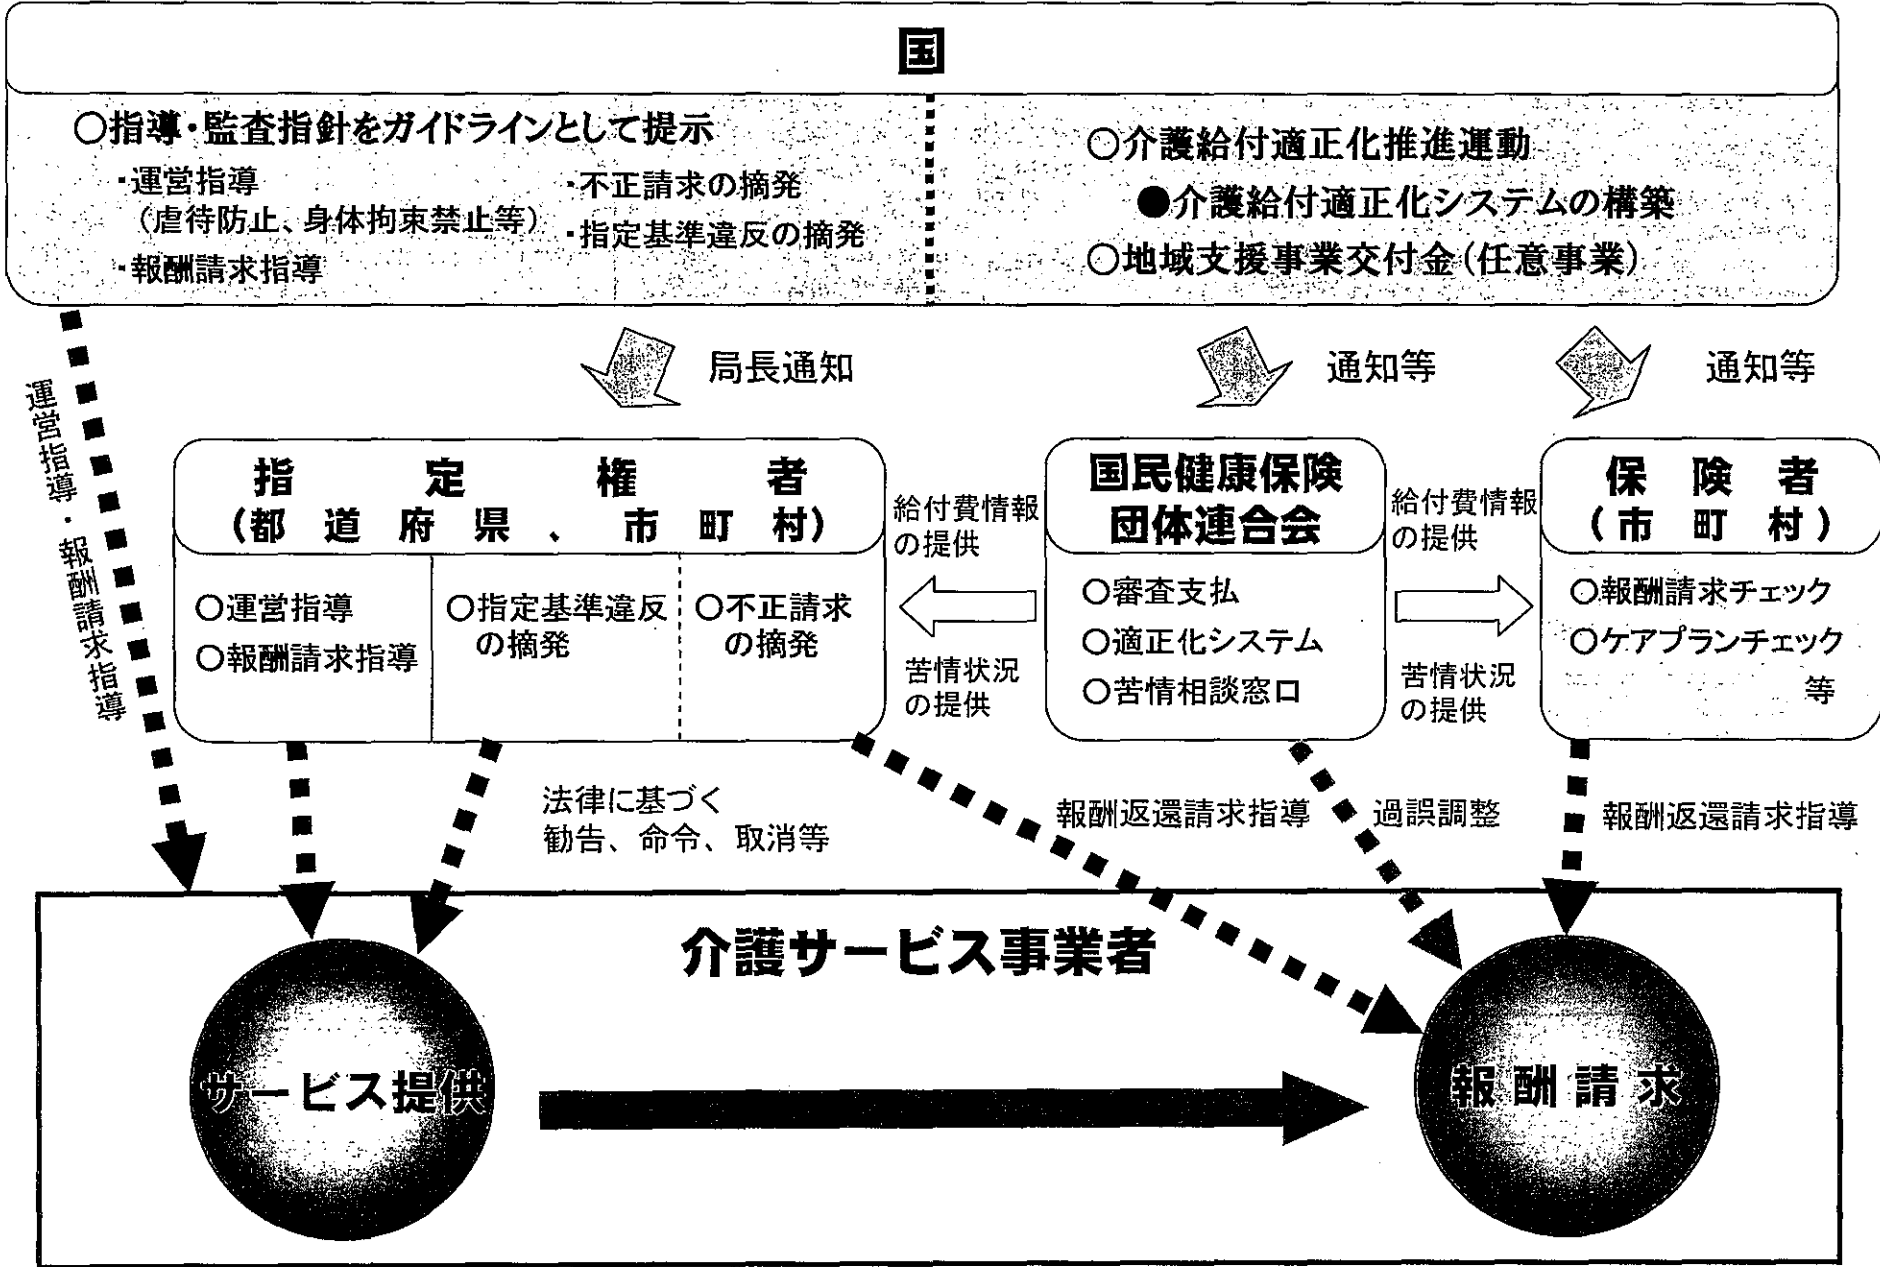 国
○指導・監査指針をガイドラインとして提示
・運営指導
(虐待防止、身体拘束禁止等)
・報酬請求指導
・不正請求の摘発
・指定基準違反の摘発
○介護給付適正化推進運動
●介護給付適正化システムの構築
○地域支援事業交付金(任意事業)
運営指導・報酬請求指導
局長通知
通知等
通知等
指定権者
(都道府県、市町村)
○運営指導
○報酬請求指導
○指定基準違反
の摘発
○不正請求
の摘発
給付費情報
の提供
苦情状況
の提供
国民健康保険
団体連合会
○審査支払
○適正化システム
○苦情相談窓口
給付費情報
の提供
苦情状況
の提供
保険者
(市町村)
○報酬請求チェック
○ケアプランチェック
等
法律に基づく
勧告、命令、取消等
報酬返還請求指導
過誤調整
報酬返還請求指導
介護サービス事業者
サービス提供
報酬請求